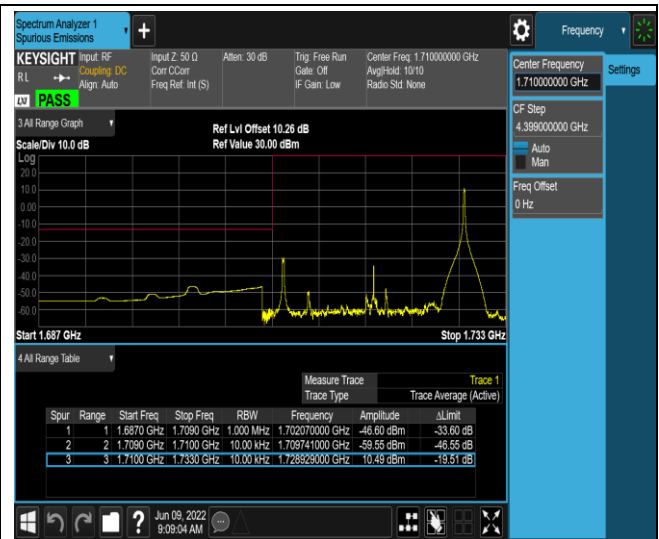 Spectrum Analyzer 1
Spurious Emissions
Frequency
KEYSIGHT
RL
Input: RF
Coupling: DC
Align: Auto
Input Z: 50 Ω
Corr CCorr
Freq Ref: Int (S)
Atten: 30 dB
Trig: Free Run
Gate: Off
IF Gain: Low
Center Freq: 1.710000000 GHz
Avg|Hold: 10/10
Radio Std: None
PASS
Center Frequency
1.710000000 GHz
Settings
CF Step
4.399000000 GHz
Auto
Man
Freq Offset
0 Hz
3 All Range Graph
Scale/Div 10.0 dB
Ref Lvl Offset 10.26 dB
Ref Value 30.00 dBm
Log
20.0
10.0
0.00
-10.0
-20.0
-30.0
-40.0
-50.0
-60.0
Start 1.687 GHz
Stop 1.733 GHz
4 All Range Table
Measure Trace Trace 1
Trace Type Trace Average (Active)
Spur Range Start Freq Stop Freq RBW Frequency Amplitude ΔLimit
1 1 1.6870 GHz 1.7090 GHz 1.000 MHz 1.702070000 GHz -46.60 dBm -33.60 dB
2 2 1.7090 GHz 1.7100 GHz 10.00 kHz 1.709741000 GHz -59.55 dBm -46.55 dB
3 3 1.7100 GHz 1.7330 GHz 10.00 kHz 1.728929000 GHz 10.49 dBm -19.51 dB
?
Jun 09, 2022
9:09:04 AM